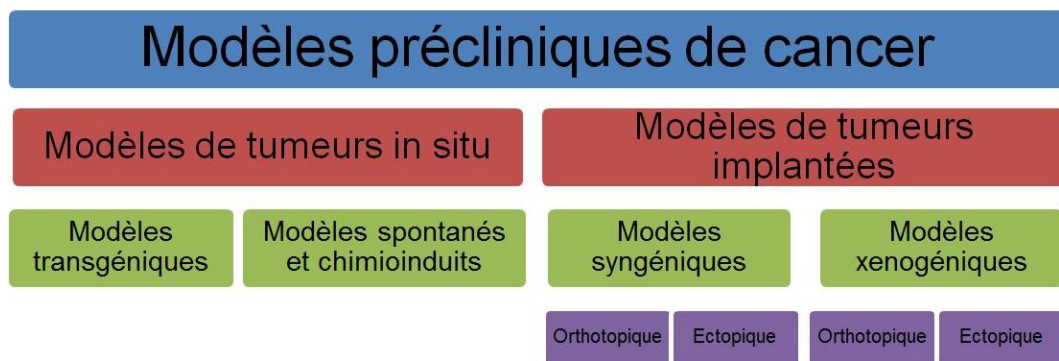 Modèles précliniques de cancer
Modèles de tumeurs in situ
Modèles de tumeurs
implantées
Modèles
transgéniques
Modèles spontanés
et chimioinduits
Modèles
syngéniques
Modèles
xenogéniques
Orthotopique
Ectopique
Orthotopique
Ectopique